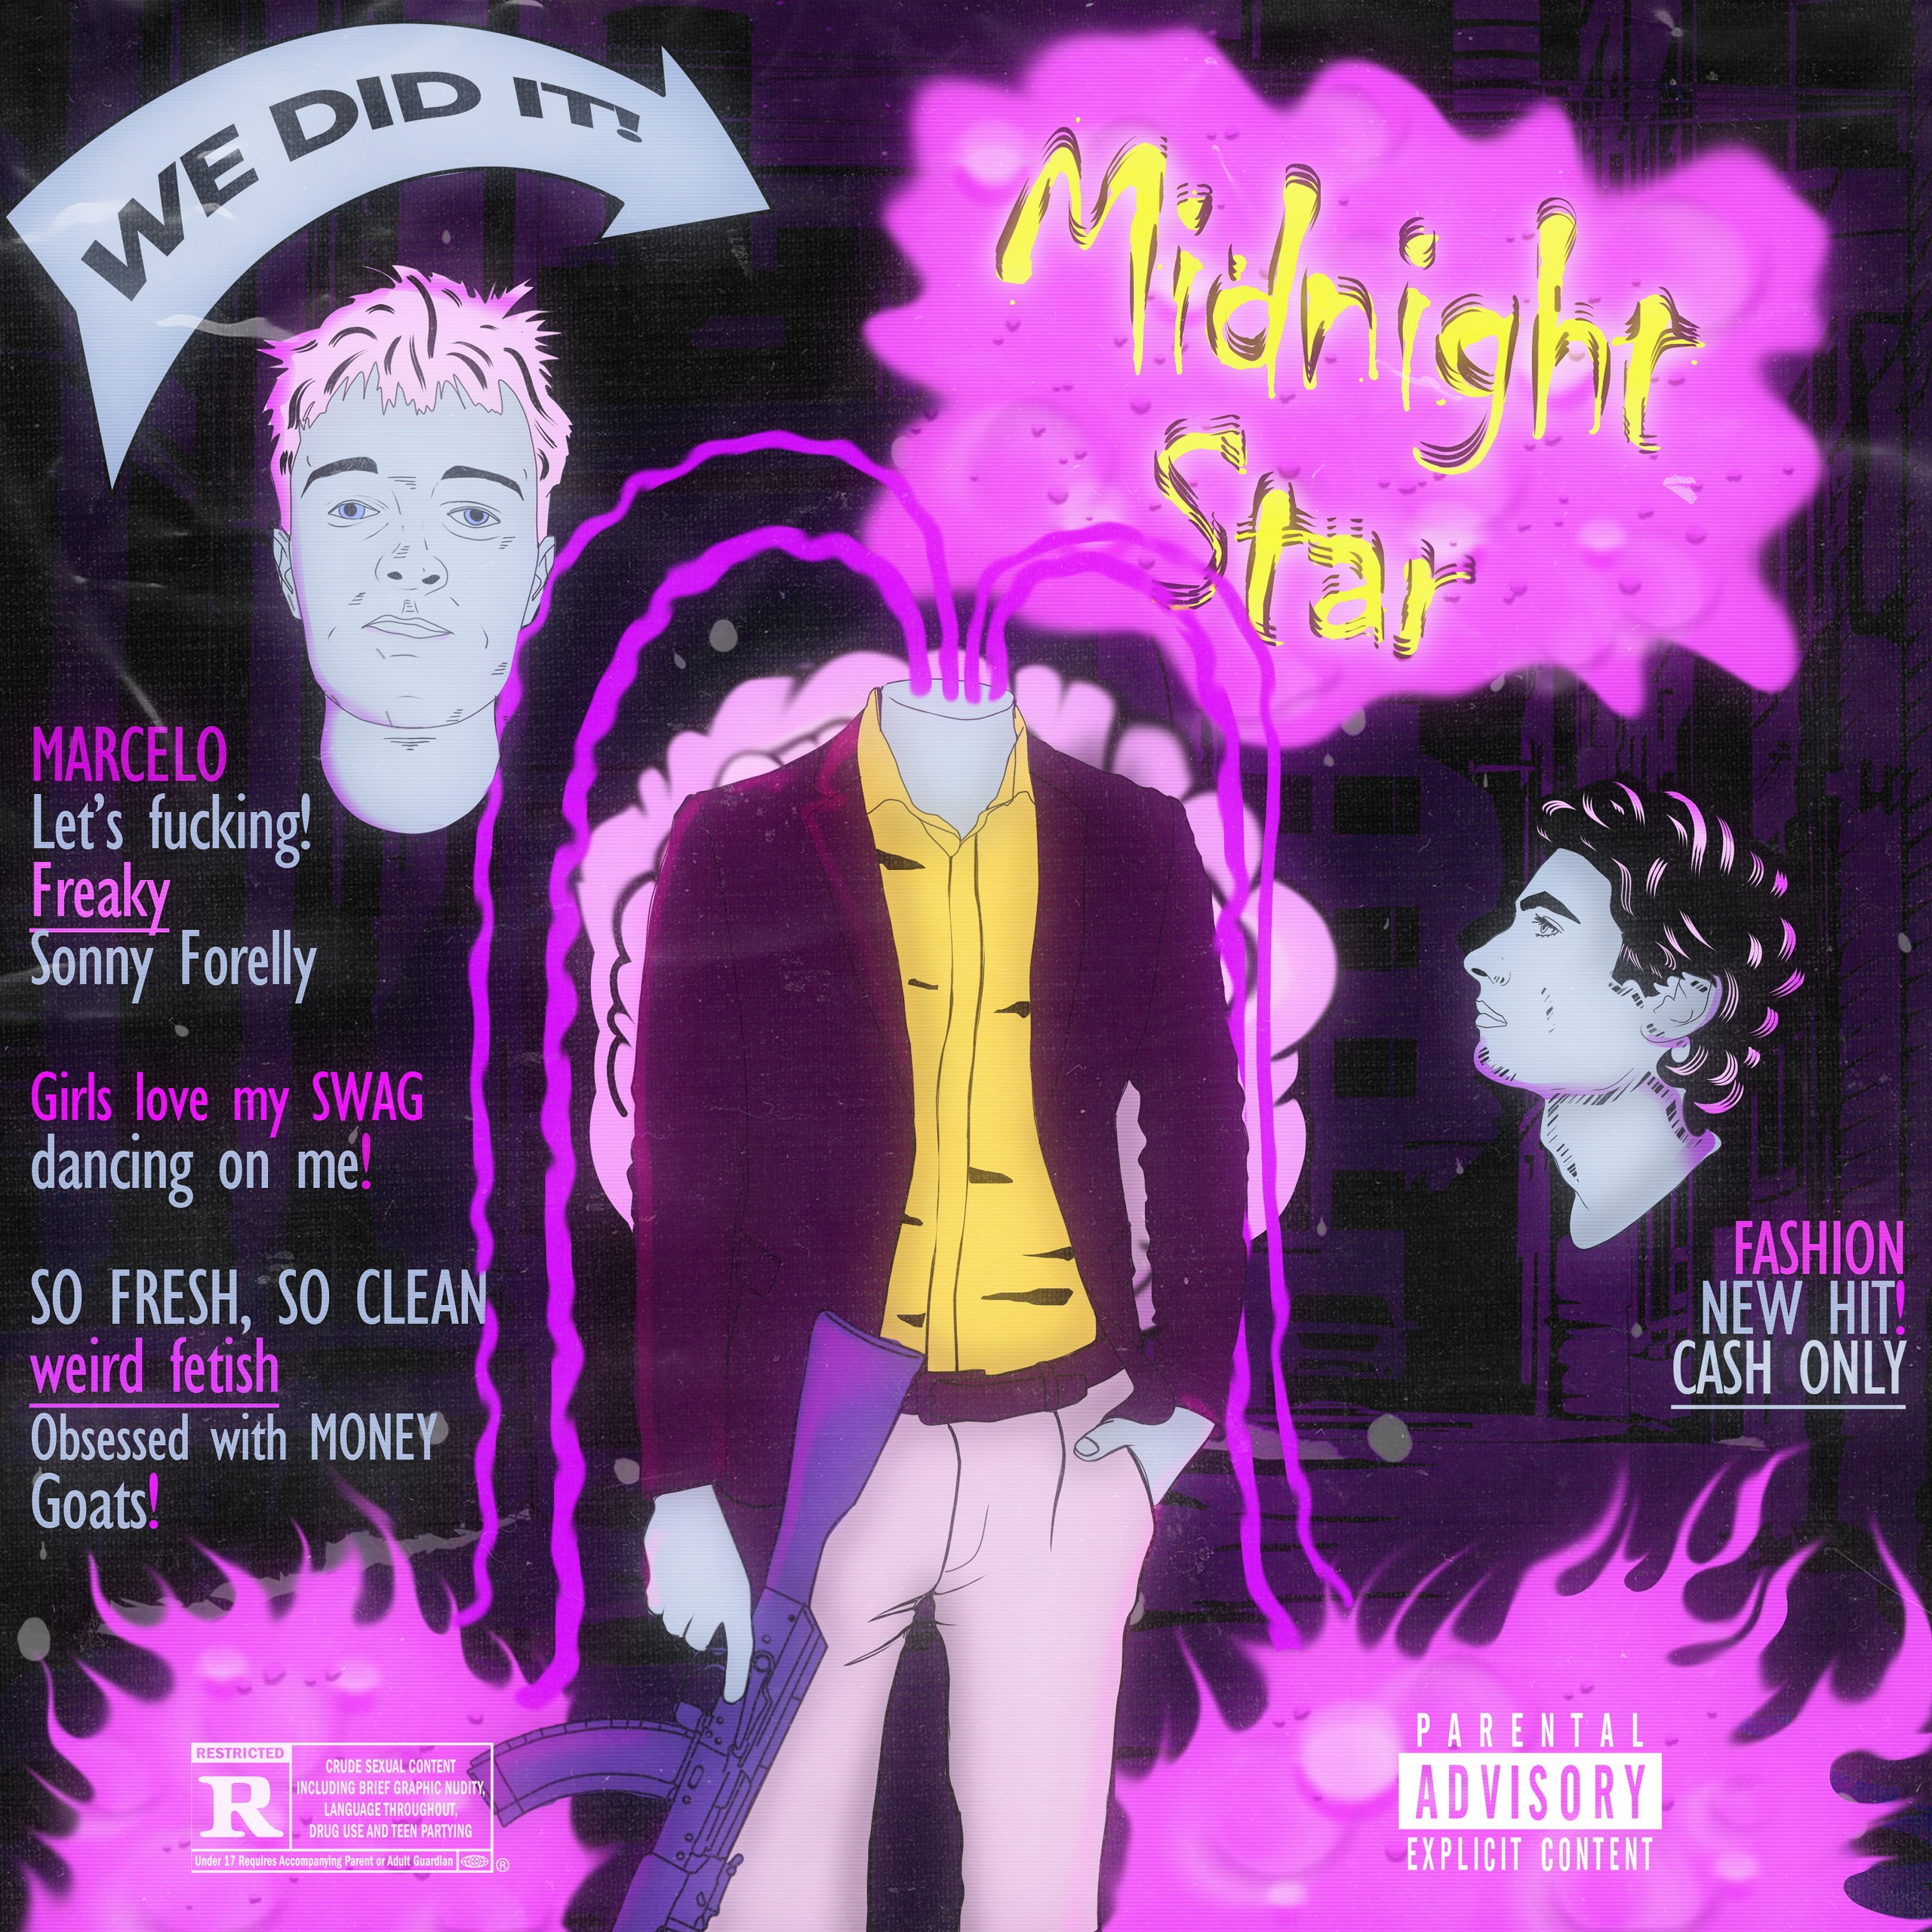 WE DID IT!
Midnight
Star
MARCELO
Let's fucking!
Freaky
Sonny Forelly
Girls love my SWAG
dancing on me!
SO FRESH, SO CLEAN
weird fetish
Obsessed with MONEY
Goats!
FASHION
NEW HIT!
CASH ONLY
RESTRICTED
R
CRUDE SEXUAL CONTENT
INCLUDING BRIEF GRAPHIC NUDITY,
LANGUAGE THROUGHOUT,
DRUG USE AND TEEN PARTYING
Under 17 Requires Accompanying Parent or Adult Guardian
®
PARENTAL
ADVISORY
EXPLICIT CONTENT